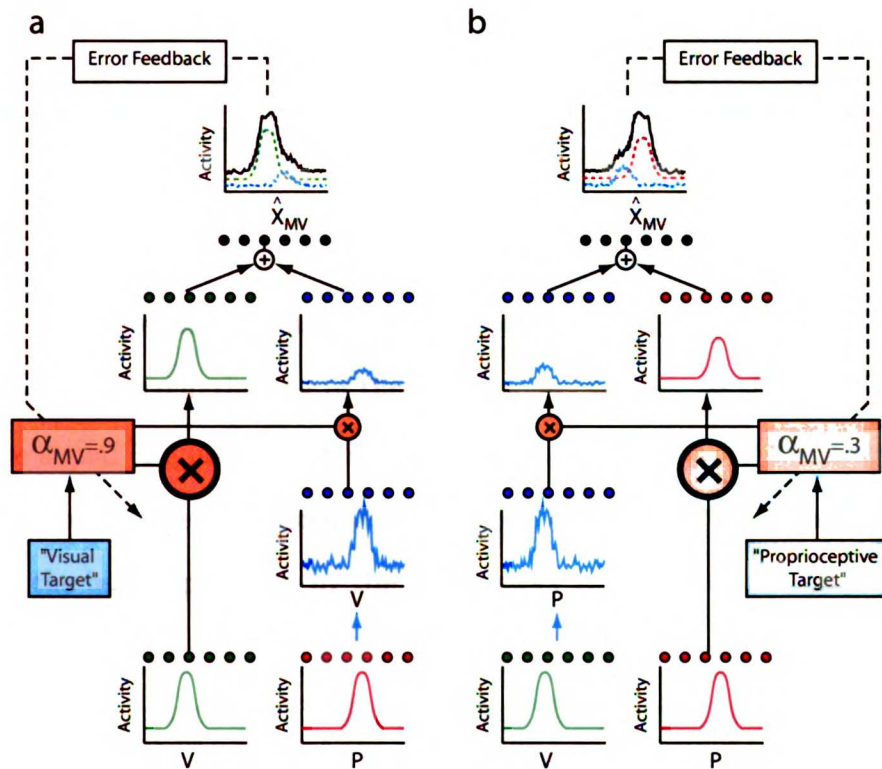 a
b
Error Feedback
Error Feedback
Activity
Activity
X̂MV
X̂MV
+
+
Activity
Activity
Activity
Activity
αMV=.9
×
×
×
×
αMV=.3
"Visual
Target"
"Proprioceptive
Target"
Activity
V
Activity
P
Activity
V
Activity
P
Activity
V
Activity
P